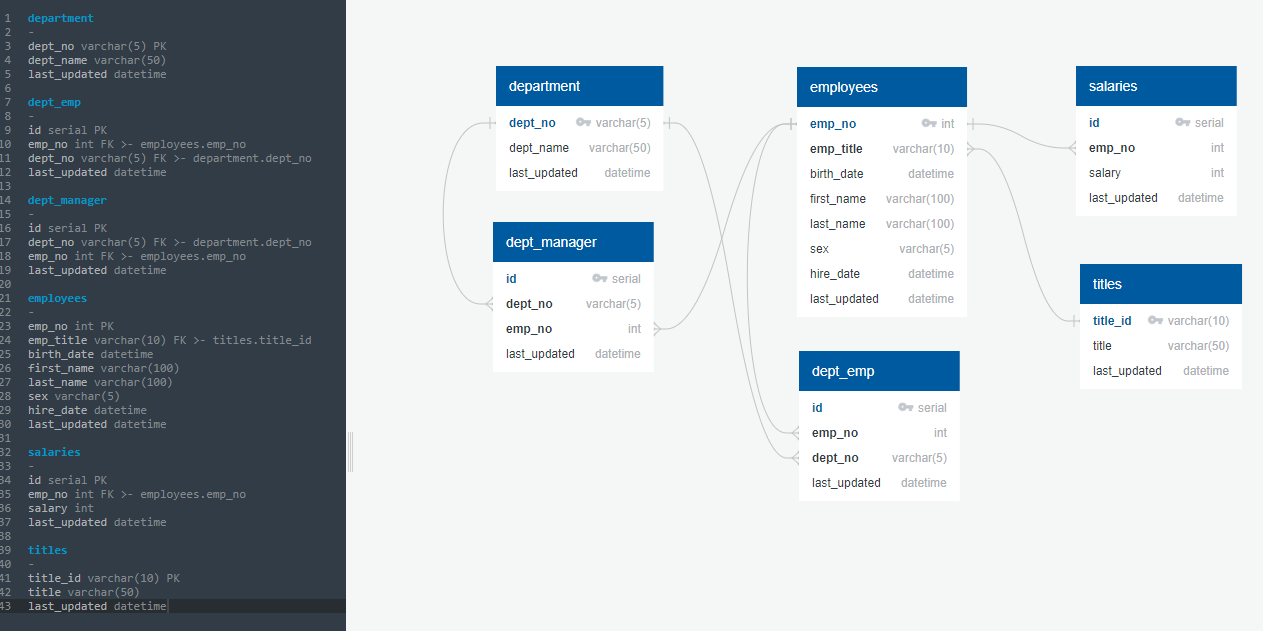 1 department
2 -
3 dept_no varchar(5) PK
4 dept_name varchar(50)
5 last_updated datetime
6
7 dept_emp
8 -
9 id serial PK
10 emp_no int FK >- employees.emp_no
11 dept_no varchar(5) FK >- department.dept_no
12 last_updated datetime
13
14 dept_manager
15 -
16 id serial PK
17 dept_no varchar(5) FK >- department.dept_no
18 emp_no int FK >- employees.emp_no
19 last_updated datetime
20
21 employees
22 -
23 emp_no int PK
24 emp_title varchar(10) FK >- titles.title_id
25 birth_date datetime
26 first_name varchar(100)
27 last_name varchar(100)
28 sex varchar(5)
29 hire_date datetime
30 last_updated datetime
31
32 salaries
33 -
34 id serial PK
35 emp_no int FK >- employees.emp_no
36 salary int
37 last_updated datetime
38
39 titles
40 -
41 title_id varchar(10) PK
42 title varchar(50)
43 last_updated datetime
department
dept_no varchar(5)
dept_name varchar(50)
last_updated datetime
dept_manager
id serial
dept_no varchar(5)
emp_no int
last_updated datetime
employees
emp_no int
emp_title varchar(10)
birth_date datetime
first_name varchar(100)
last_name varchar(100)
sex varchar(5)
hire_date datetime
last_updated datetime
dept_emp
id serial
emp_no int
dept_no varchar(5)
last_updated datetime
salaries
id serial
emp_no int
salary int
last_updated datetime
titles
title_id varchar(10)
title varchar(50)
last_updated datetime